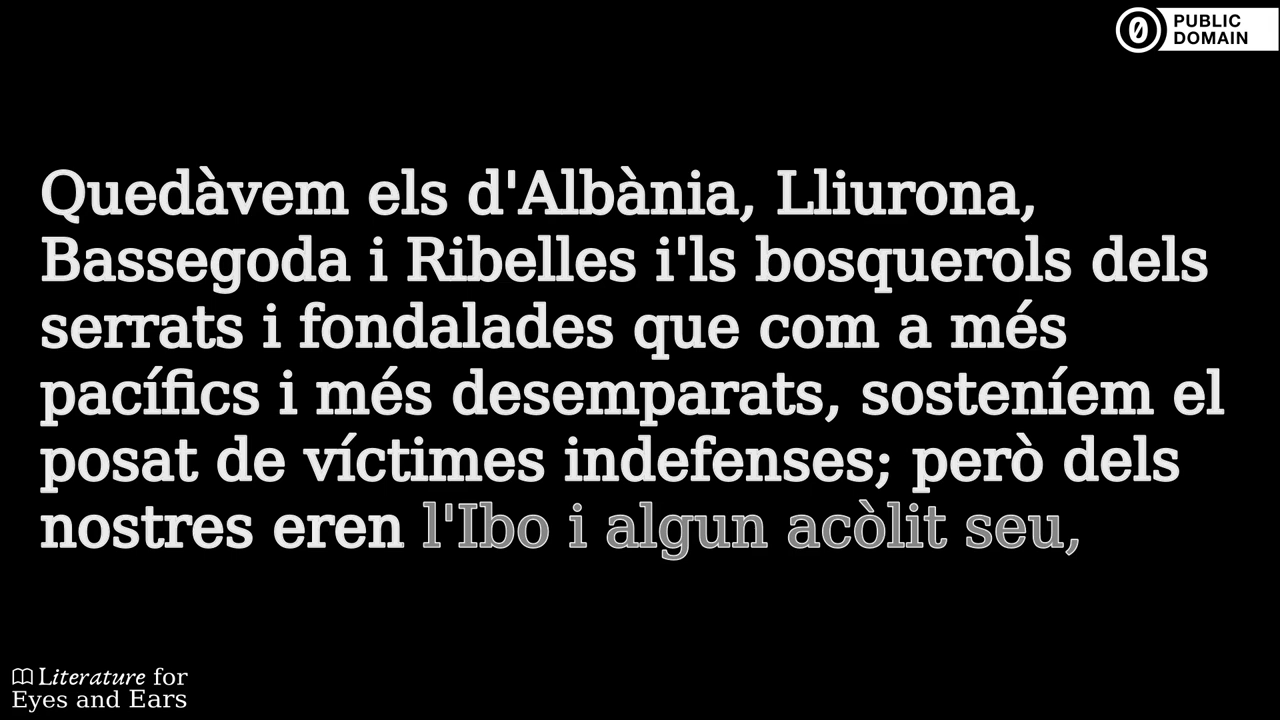 PUBLIC
DOMAIN
Quedàvem els d'Albània, Lliurona,
Bassegoda i Ribelles i'ls bosquerols dels
serrats i fondalades que com a més
pacífics i més desemparats, sosteníem el
posat de víctimes indefenses; però dels
nostres eren l'Ibo i algun acòlit seu,
Literature for
Eyes and Ears